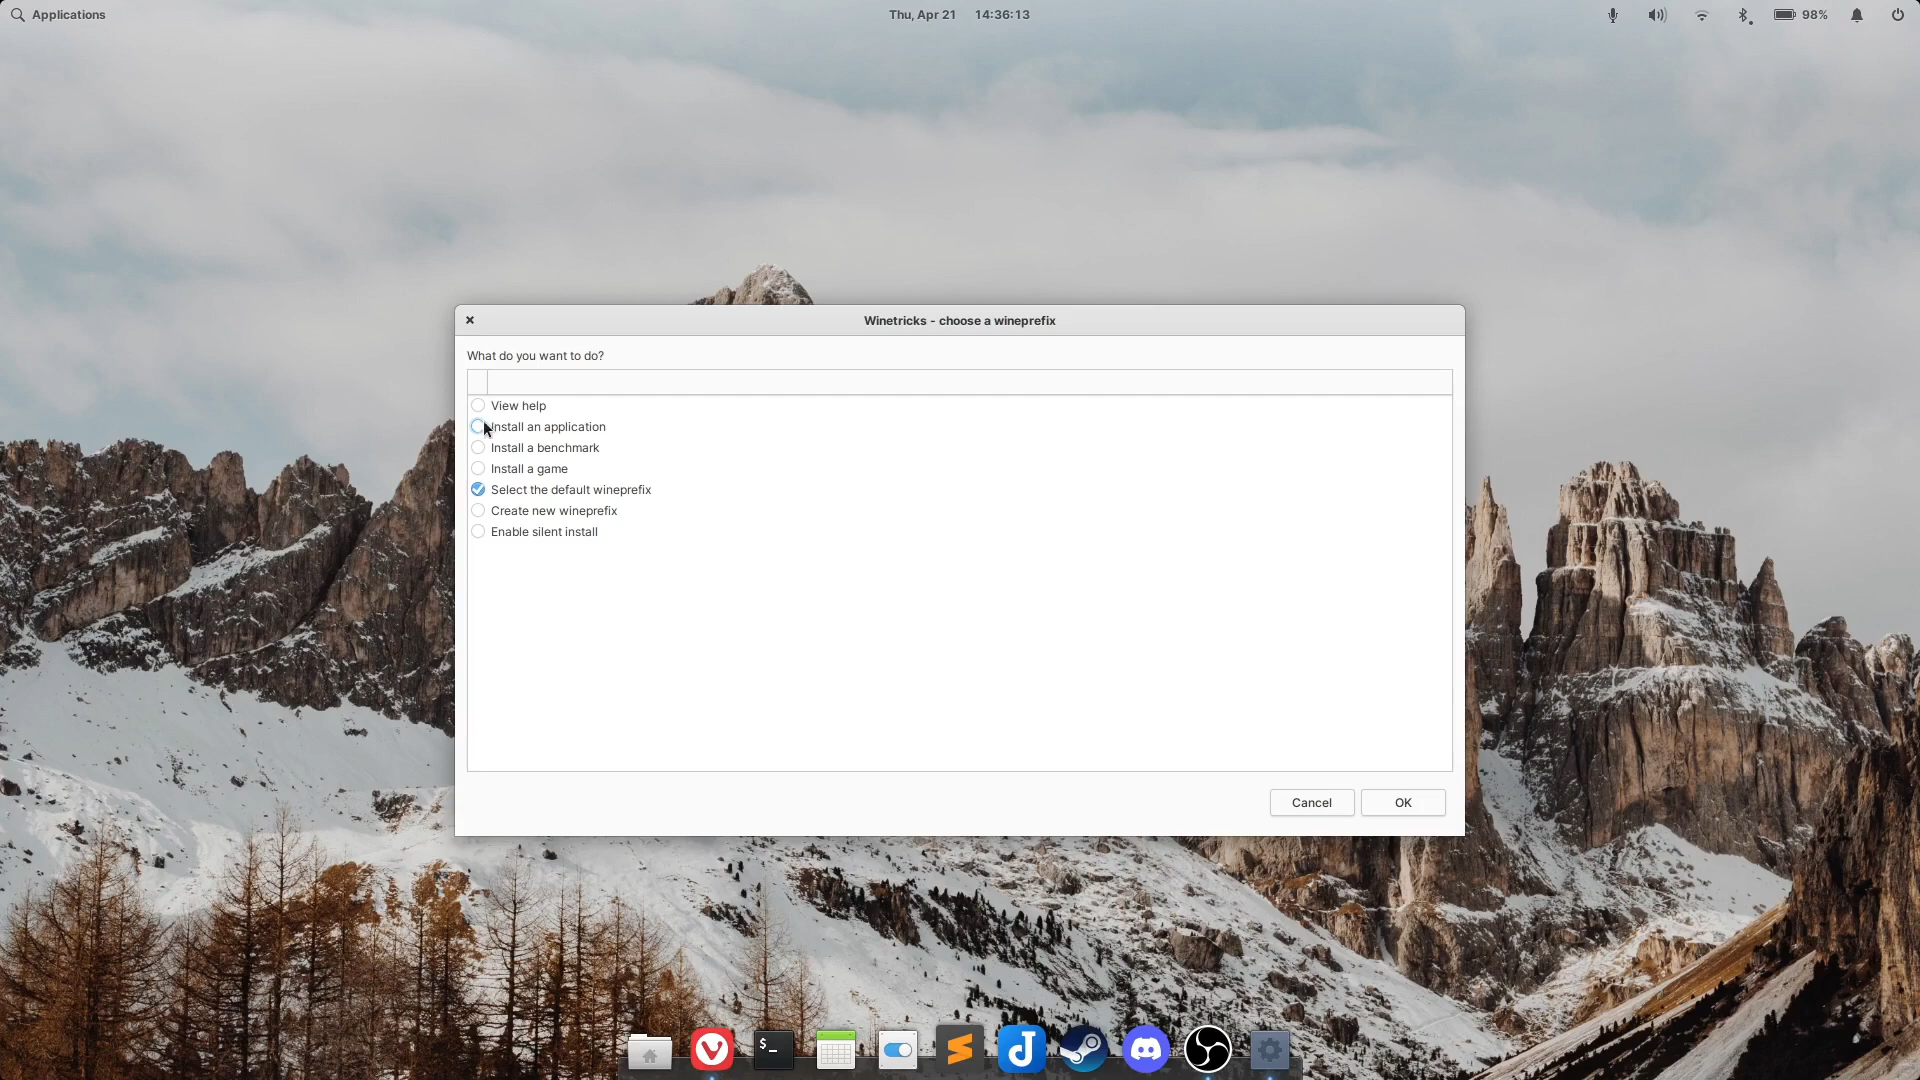 Applications
Thu, Apr 21 14:36:13
98%
Winetricks - choose a wineprefix
What do you want to do?
View help
Install an application
Install a benchmark
Install a game
Select the default wineprefix
Create new wineprefix
Enable silent install
Cancel OK
$_